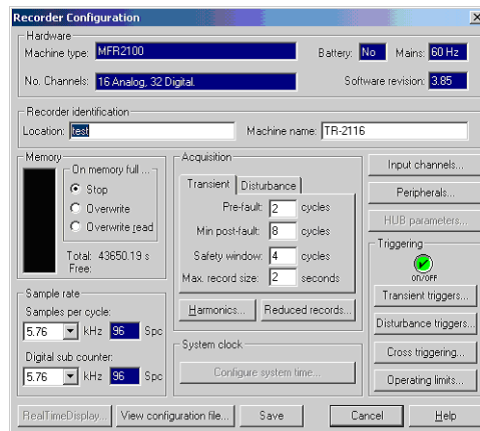 Recorder Configuration
Hardware
Machine type: MFR2100 Battery: No Mains: 60 Hz
No. Channels: 16 Analog, 32 Digital. Software revision: 3.85
Recorder identification
Location: test Machine name: TR-2116
Memory
On memory full ...
Stop
Overwrite
Overwrite read
Total: 43650.19 s
Free:
Sample rate
Samples per cycle:
5.76 kHz 96 Spc
Digital sub counter:
5.76 kHz 96 Spc
Acquisition
Transient Disturbance
Pre-fault: 2 cycles
Min post-fault: 8 cycles
Safety window: 4 cycles
Max. record size: 2 seconds
Harmonics... Reduced records...
System clock
Configure system time...
Input channels...
Peripherals...
HUB parameters...
Triggering
ON/OFF
Transient triggers...
Disturbance triggers...
Cross triggering...
Operating limits...
RealTimeDisplay... View configuration file... Save Cancel Help